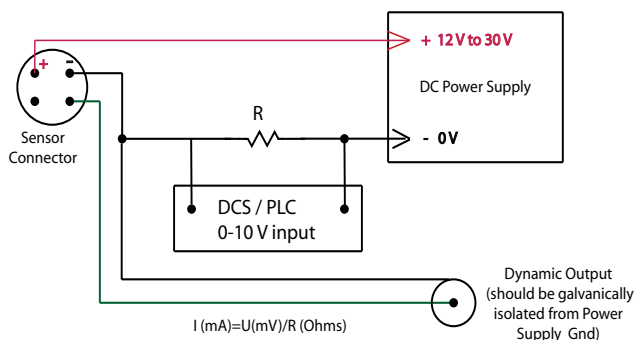 + 12 V to 30 V
DC Power Supply
- 0V
+
-
Sensor
Connector
R
DCS / PLC
0-10 V input
Dynamic Output
(should be galvanically
isolated from Power
Supply Gnd)
I (mA)=U(mV)/R (Ohms)